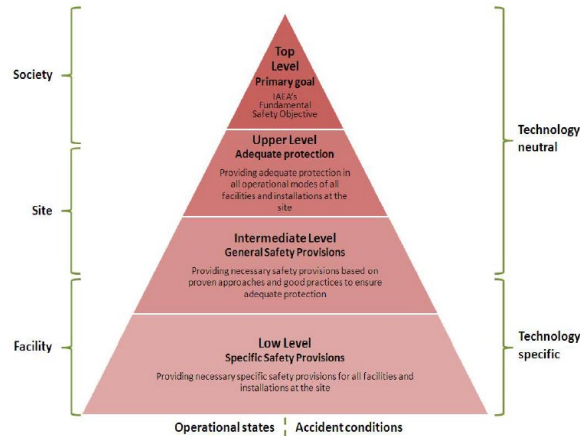 Society
Site
Facility
Top
Level
Primary goal
IAEA's
Fundamental
Safety Objective
Upper Level
Adequate protection
Providing adequate protection in
all operational modes of all
facilities and installations at the
site
Intermediate Level
General Safety Provisions
Providing necessary safety provisions based on
proven approaches and good practices to ensure
adequate protection
Low Level
Specific Safety Provisions
Providing necessary specific safety provisions for all facilities and
installations at the site
Technology
neutral
Technology
specific
Operational states
Accident conditions